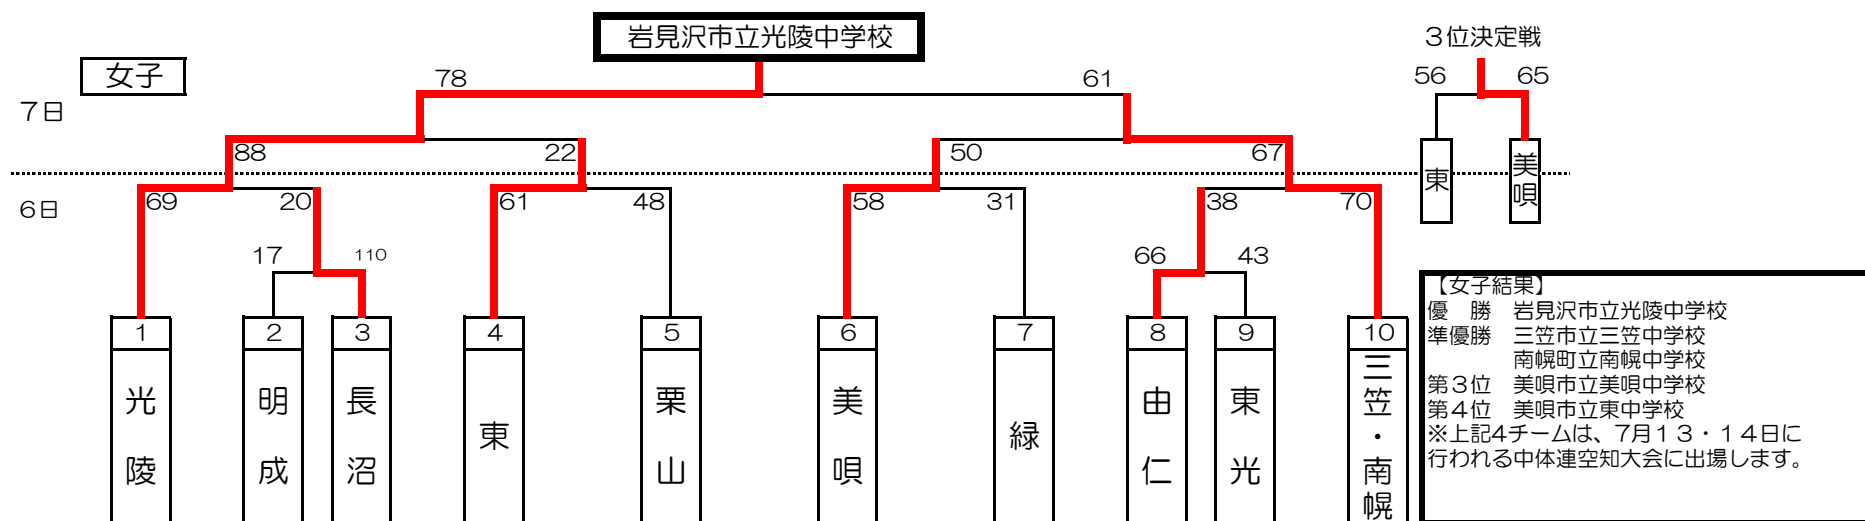 岩見沢市立光陵中学校
３位決定戦
女子
78
61
56
65
7日
88
22
50
67
東
美唄
6日
69
20
61
48
58
31
38
70
17
110
66
43
1
2
3
4
5
6
7
8
9
10
光陵
明成
長沼
東
栗山
美唄
緑
由仁
東光
三笠・南幌
【女子結果】
優　勝　岩見沢市立光陵中学校
準優勝　三笠市立三笠中学校
南幌町立南幌中学校
第３位　美唄市立美唄中学校
第４位　美唄市立東中学校
※上記4チームは、7月１３・１４日に
行われる中体連空知大会に出場します。